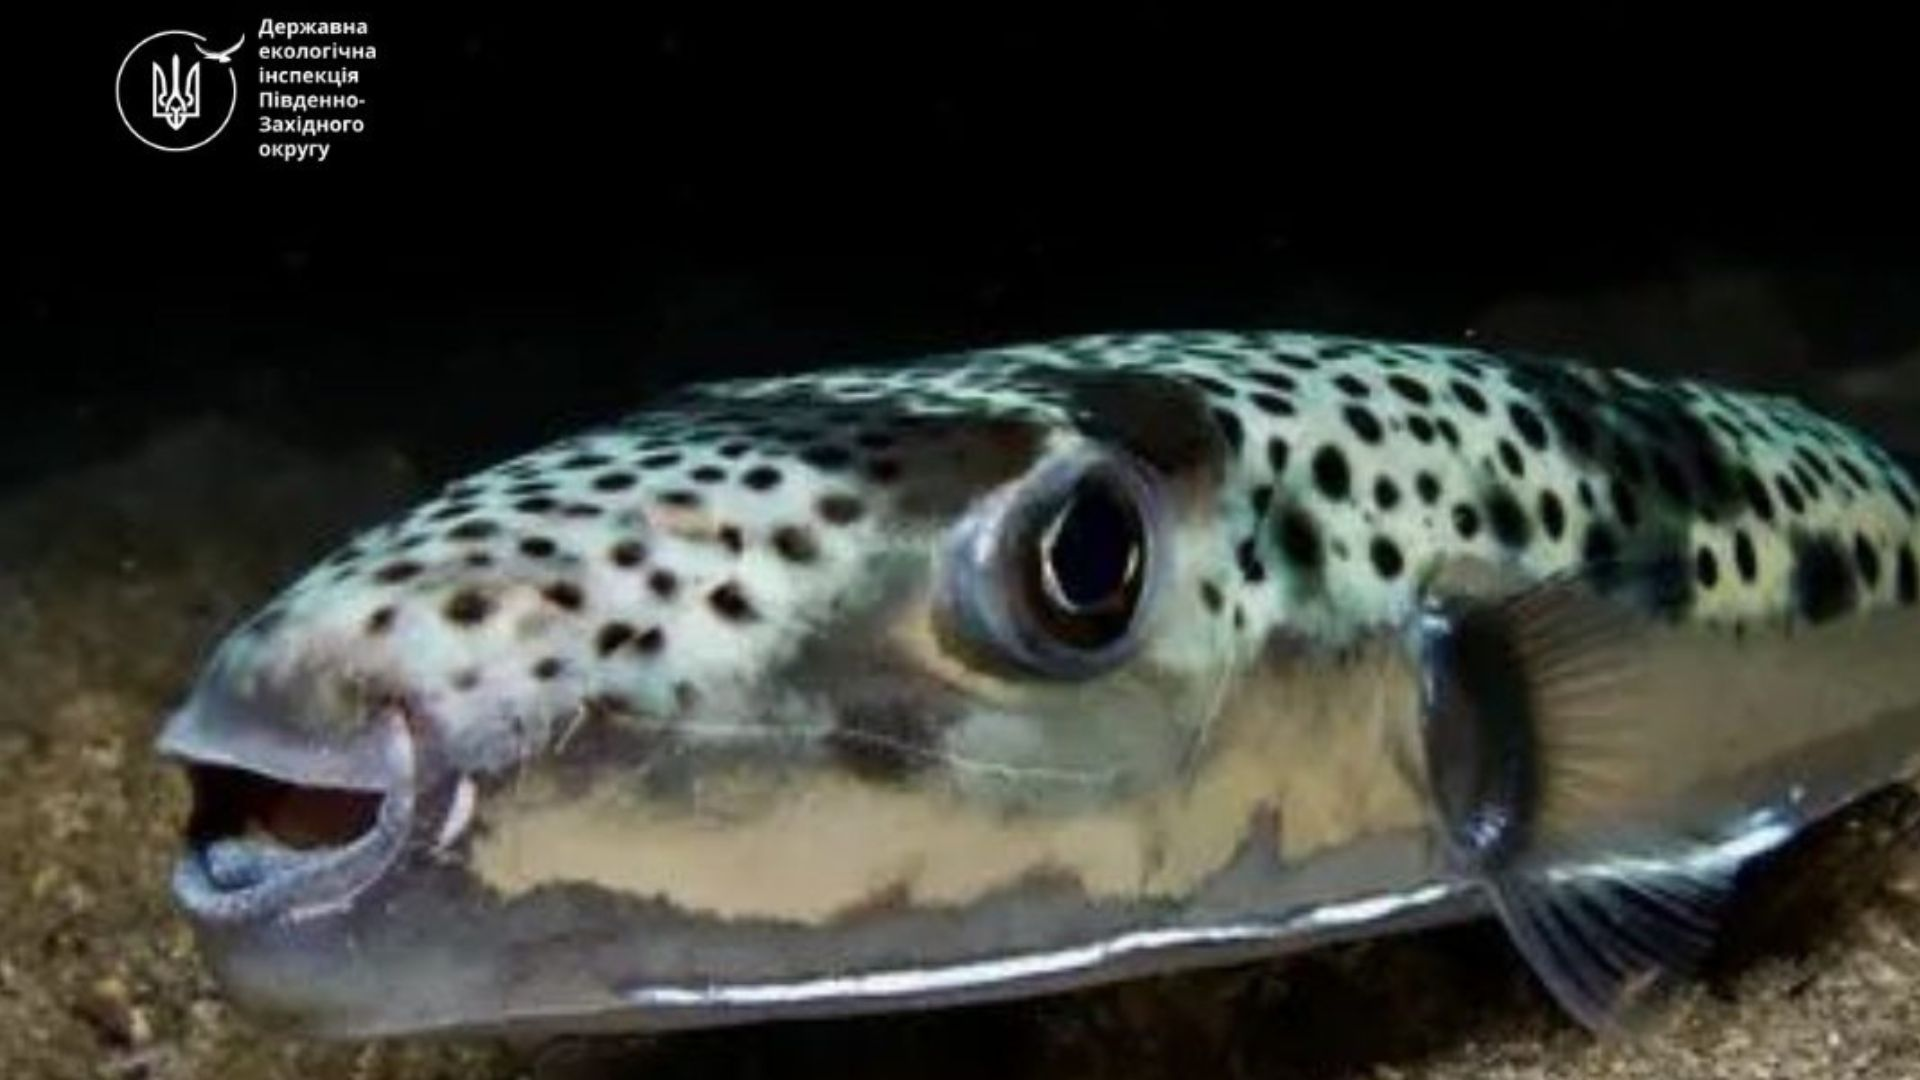 Державна
екологічна
інспекція
Південно-
Західного
округу